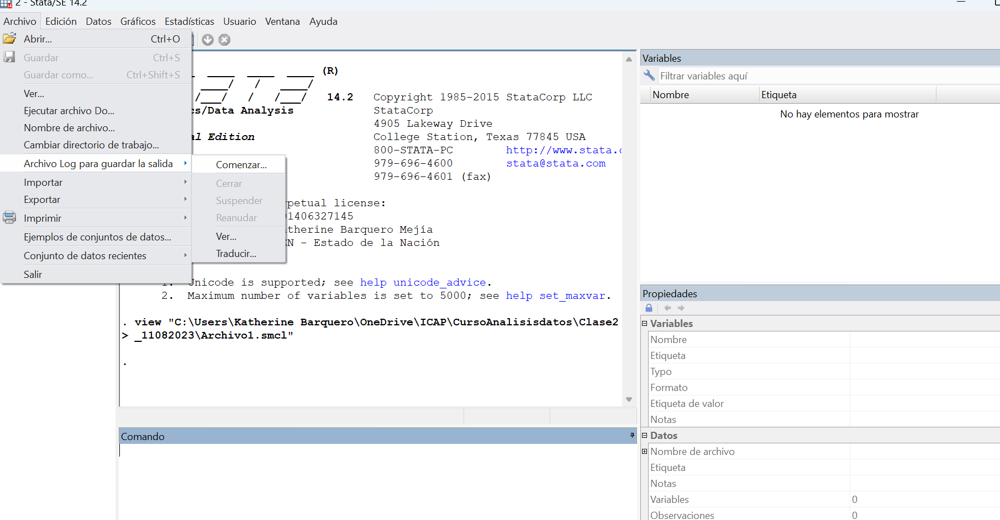 2 - Stata/SE 14.2
Archivo Edición Datos Gráficos Estadísticas Usuario Ventana Ayuda
Abrir... Ctrl+O
Guardar Ctrl+S
Guardar como... Ctrl+Shift+S
Ver...
Ejecutar archivo Do...
Nombre de archivo...
Cambiar directorio de trabajo...
Archivo Log para guardar la salida
Importar
Exportar
Imprimir
Ejemplos de conjuntos de datos...
Conjunto de datos recientes
Salir
Comenzar...
Cerrar
Suspender
Reanudar
Ver...
Traducir...
(R)
14.2 Copyright 1985-2015 StataCorp LLC
/Data Analysis StataCorp
4905 Lakeway Drive
Edition College Station, Texas 77845 USA
800-STATA-PC http://www.stata.
979-696-4600 stata@stata.com
979-696-4601 (fax)
license:
1406327145
Barquero Mejía
- Estado de la Nación
1. Unicode is supported; see help unicode_advice.
2. Maximum number of variables is set to 5000; see help set_maxvar.
. view "C:\Users\Katherine Barquero\OneDrive\ICAP\CursoAnalisisdatos\Clase2
> _11082023\Archivo1.smcl"
.
Comando
Variables
Filtrar variables aquí
Nombre Etiqueta
No hay elementos para mostrar
Propiedades
Variables
Nombre
Etiqueta
Typo
Formato
Etiqueta de valor
Notas
Datos
Nombre de archivo
Etiqueta
Notas
Variables 0
Observaciones 0